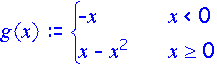 g(x) := { -x x < 0
x - x² x ≥ 0